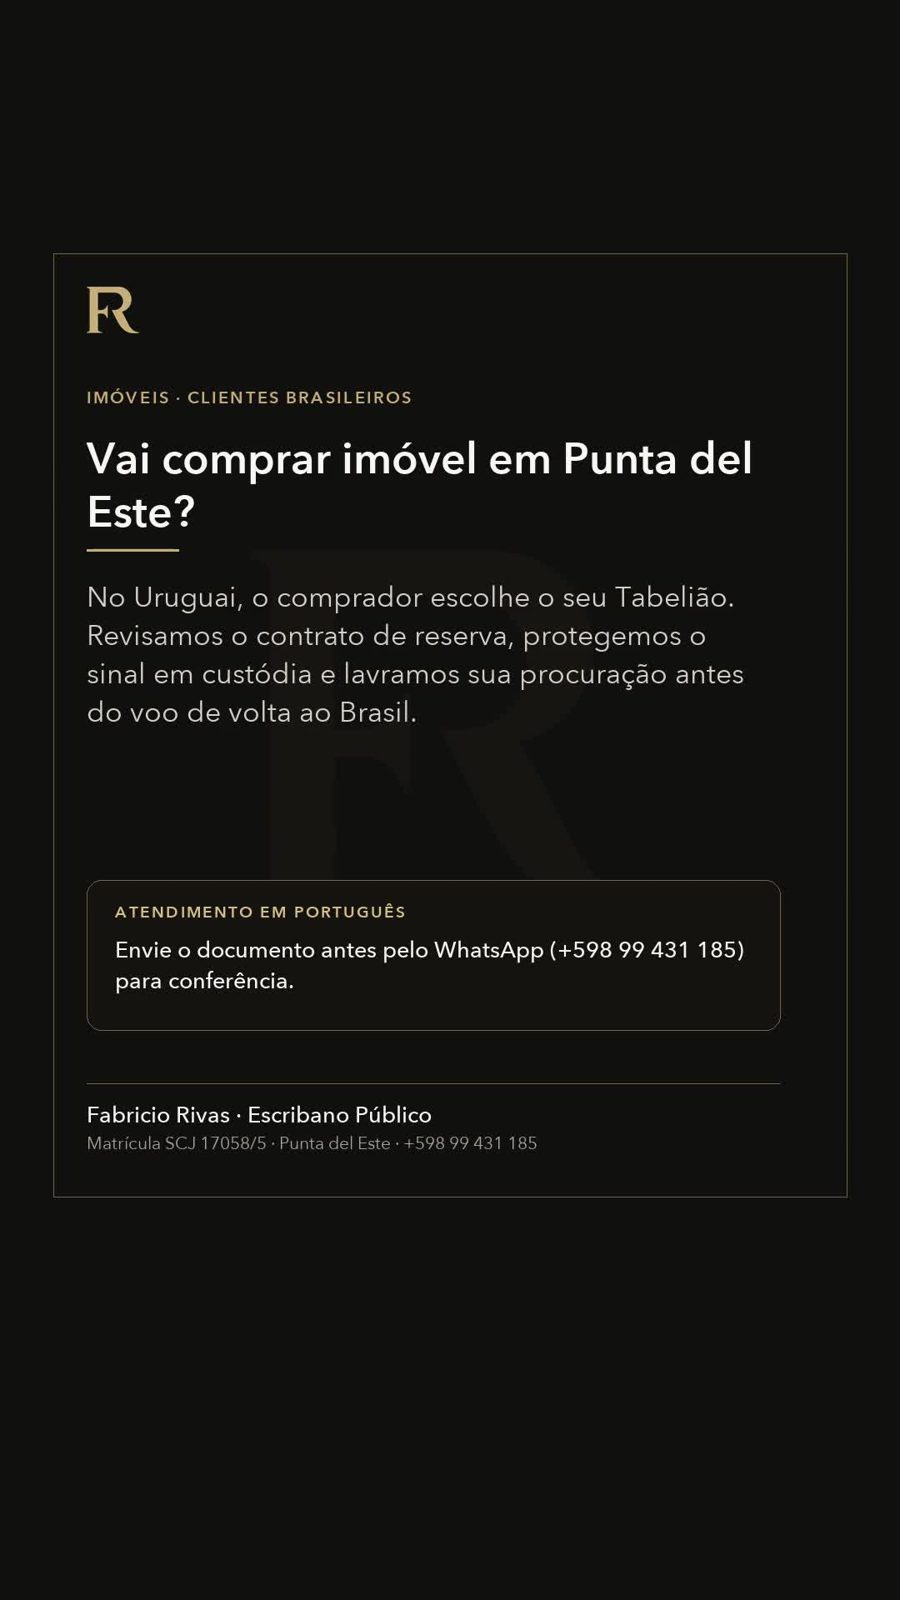 FR
IMÓVEIS · CLIENTES BRASILEIROS
Vai comprar imóvel em Punta del
Este?
No Uruguai, o comprador escolhe o seu Tabelião.
Revisamos o contrato de reserva, protegemos o
sinal em custódia e lavramos sua procuração antes
do voo de volta ao Brasil.
ATENDIMENTO EM PORTUGUÊS
Envie o documento antes pelo WhatsApp (+598 99 431 185)
para conferência.
Fabricio Rivas · Escribano Público
Matrícula SCJ 17058/5 · Punta del Este · +598 99 431 185